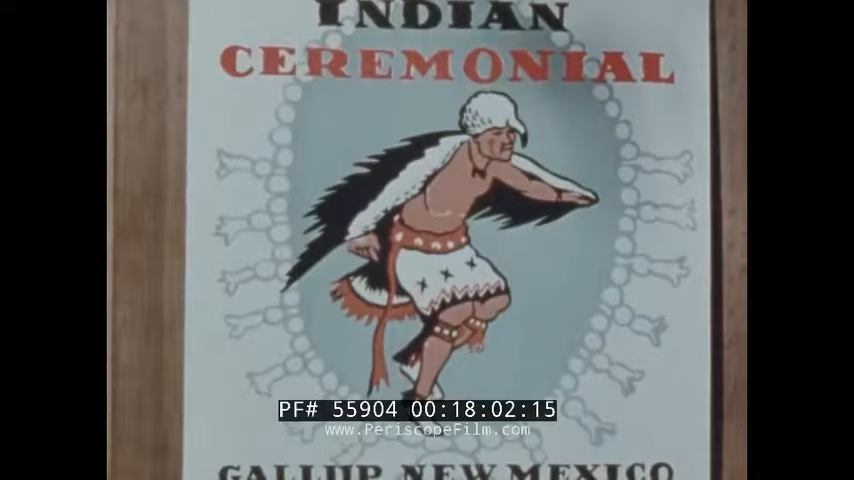 INDIAN
CEREMONIAL
PF# 55904 00:18:02:15
www.PeriscopeFilm.com
GALLUP NEW MEXICO